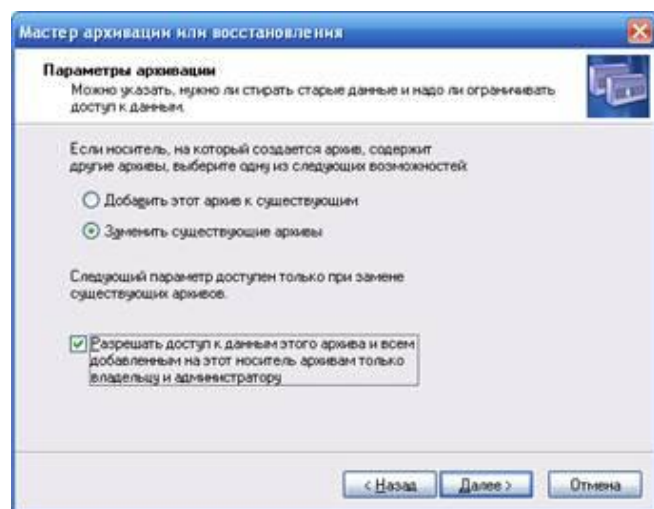 Мастер архивации или восстановления
Параметры архивации
Можно указать, нужно ли стирать старые данные и надо ли ограничивать
доступ к данным.
Если носитель, на который создается архив, содержит
другие архивы, выберите одну из следующих возможностей:
Добавить этот архив к существующим
Заменить существующие архивы
Следующий параметр доступен только при замене
существующих архивов.
Разрешать доступ к данным этого архива и всем
добавленным на этот носитель архивам только
владельцу и администратору
< Назад
Далее >
Отмена